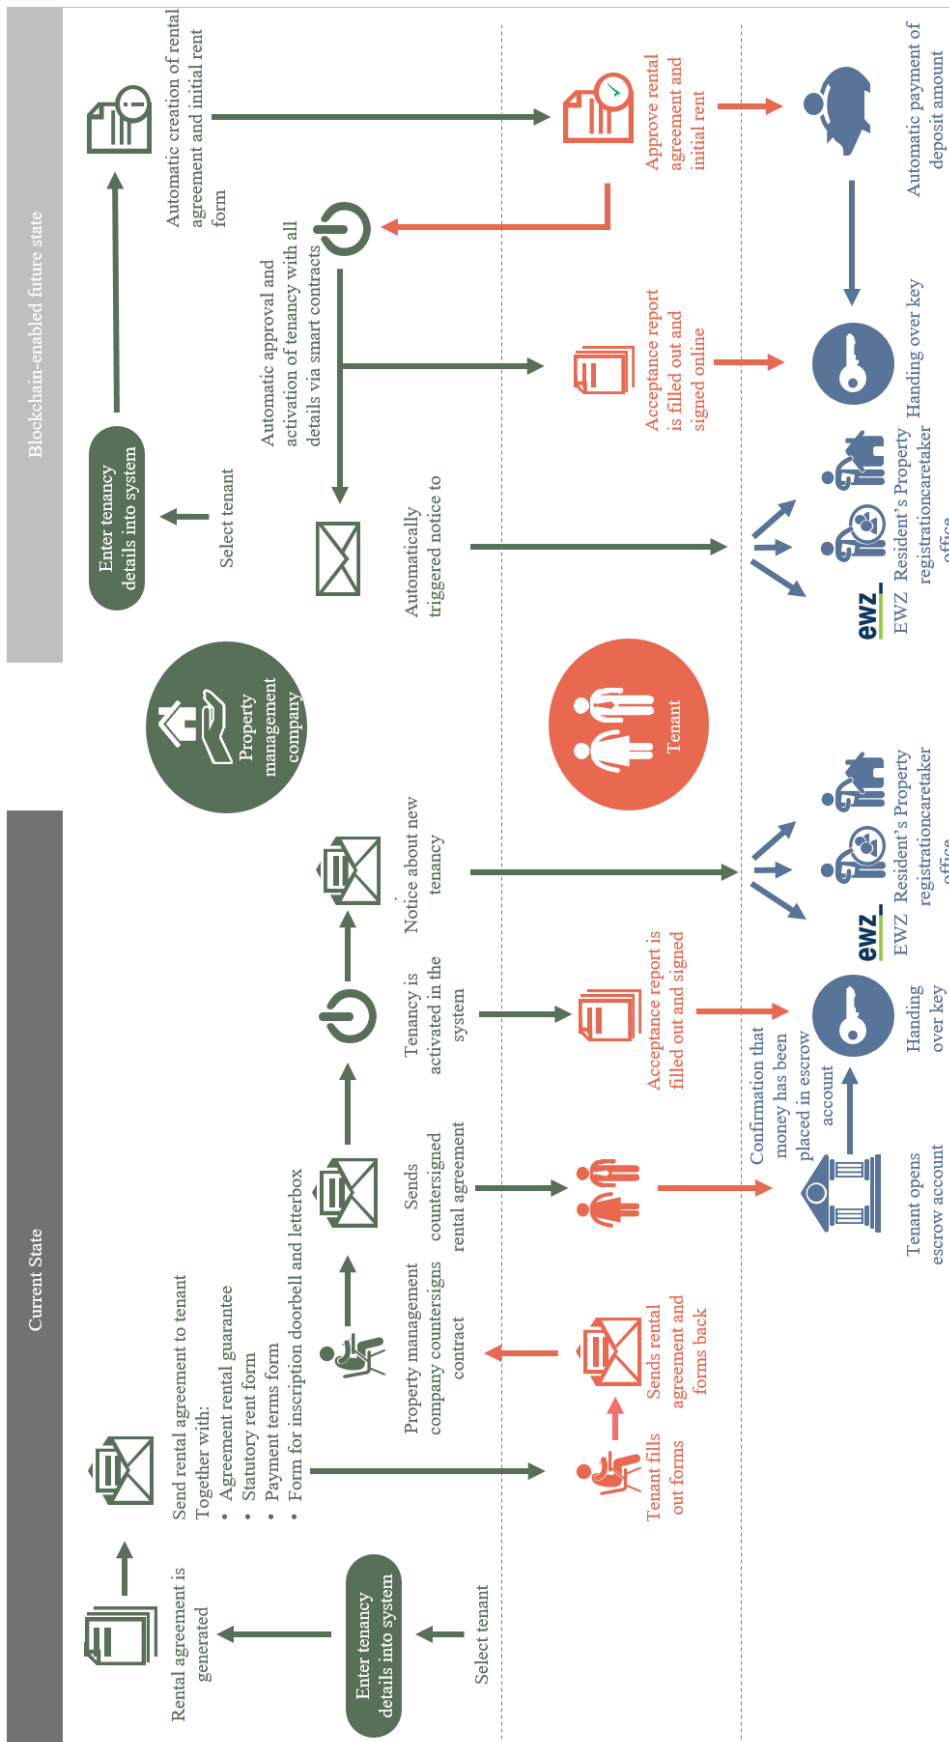 Current State
Select tenant
Enter tenancy
details into system
Rental agreement is
generated
Send rental agreement to tenant
Together with:
• Agreement rental guarantee
• Statutory rent form
• Payment terms form
• Form for inscription doorbell and letterbox
Tenant fills
out forms
Sends rental
agreement and
forms back
Property management
company countersigns
contract
Sends
countersigned
rental agreement
Tenant opens
escrow account
Confirmation that
money has been
placed in escrow
account
Tenancy is
activated in the
system
Acceptance report is
filled out and signed
Handing
over key
Notice about new
tenancy
ewz
EWZ
Resident's
registration
office
Property
caretaker
Property
management
company
Tenant
Blockchain-enabled future state
Select tenant
Enter tenancy
details into system
Automatic creation of rental
agreement and initial rent
form
Approve rental
agreement and
initial rent
Automatic payment of
deposit amount
Automatic approval and
activation of tenancy with all
details via smart contracts
Acceptance report
is filled out and
signed online
Handing over key
Automatically
triggered notice to
ewz
EWZ
Resident's
registration
office
Property
caretaker